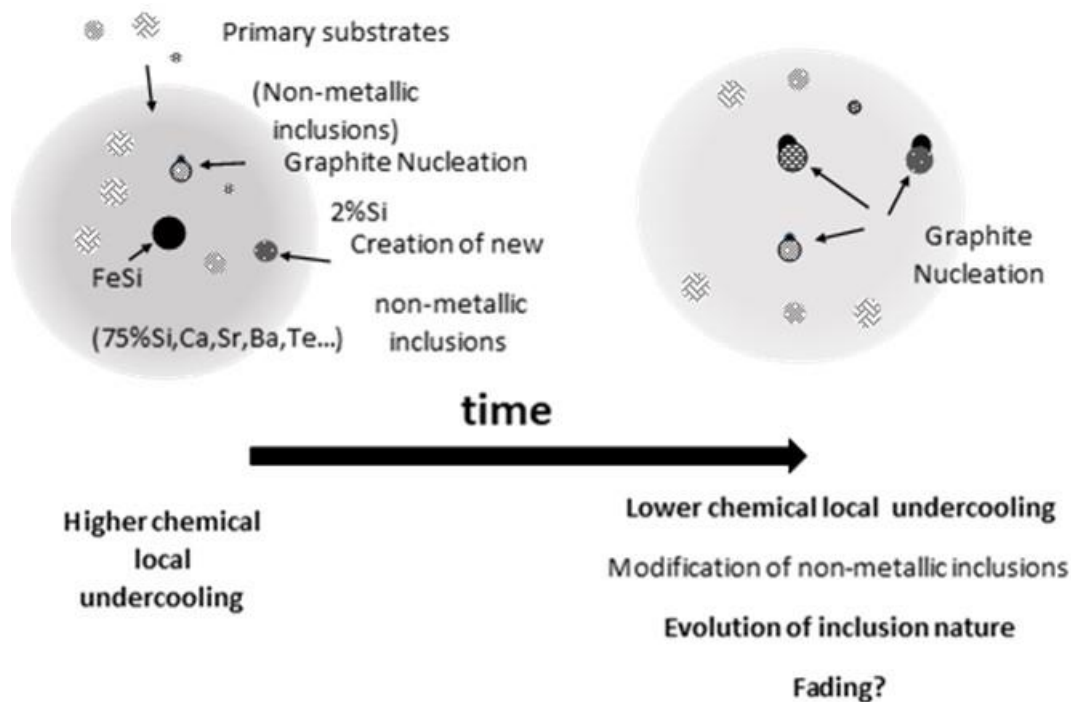 Primary substrates
(Non-metallic
inclusions)
Graphite Nucleation
2%Si
Creation of new
FeSi
non-metallic
inclusions
(75%Si,Ca,Sr,Ba,Te...)
Graphite
Nucleation
time
Higher chemical
local
undercooling
Lower chemical local undercooling
Modification of non-metallic inclusions
Evolution of inclusion nature
Fading?